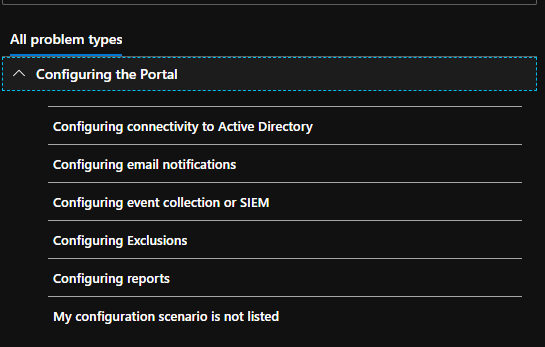 All problem types
Configuring the Portal
Configuring connectivity to Active Directory
Configuring email notifications
Configuring event collection or SIEM
Configuring Exclusions
Configuring reports
My configuration scenario is not listed